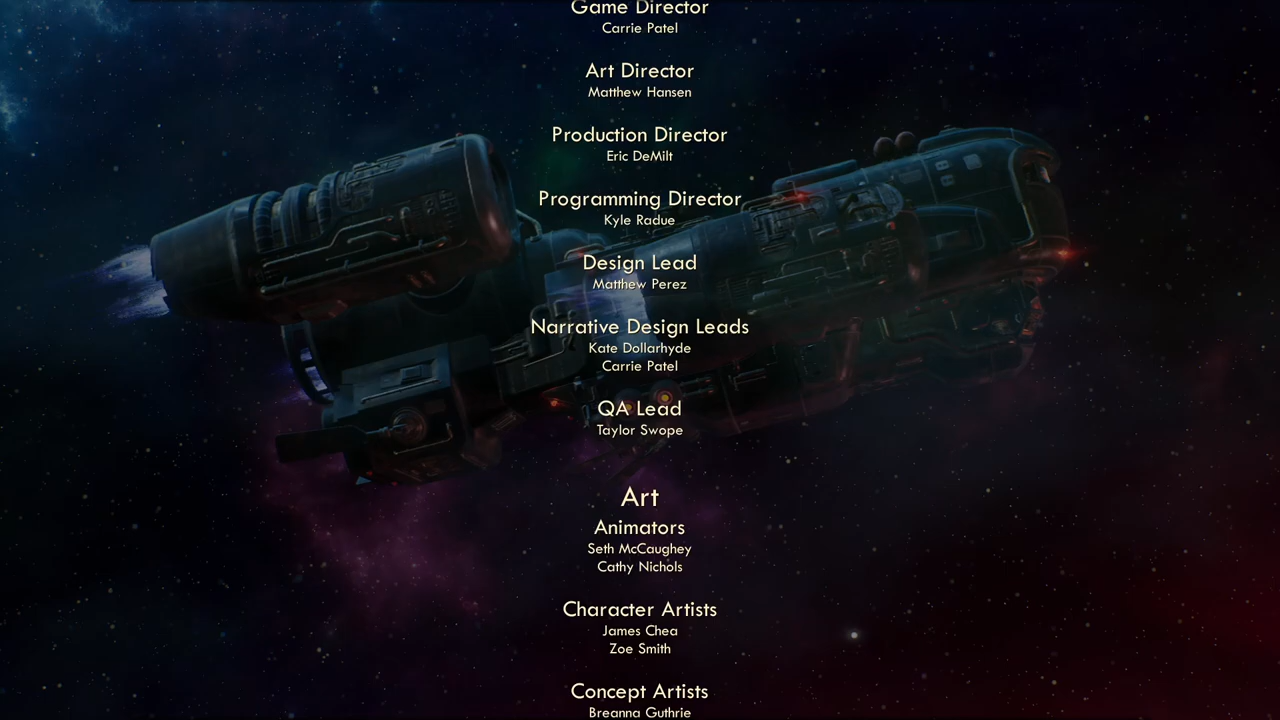 Game Director
Carrie Patel
Art Director
Matthew Hansen
Production Director
Eric DeMilt
Programming Director
Kyle Radue
Design Lead
Matthew Perez
Narrative Design Leads
Kate Dollarhyde
Carrie Patel
QA Lead
Taylor Swope
Art
Animators
Seth McCaughey
Cathy Nichols
Character Artists
James Chea
Zoe Smith
Concept Artists
Breanna Guthrie